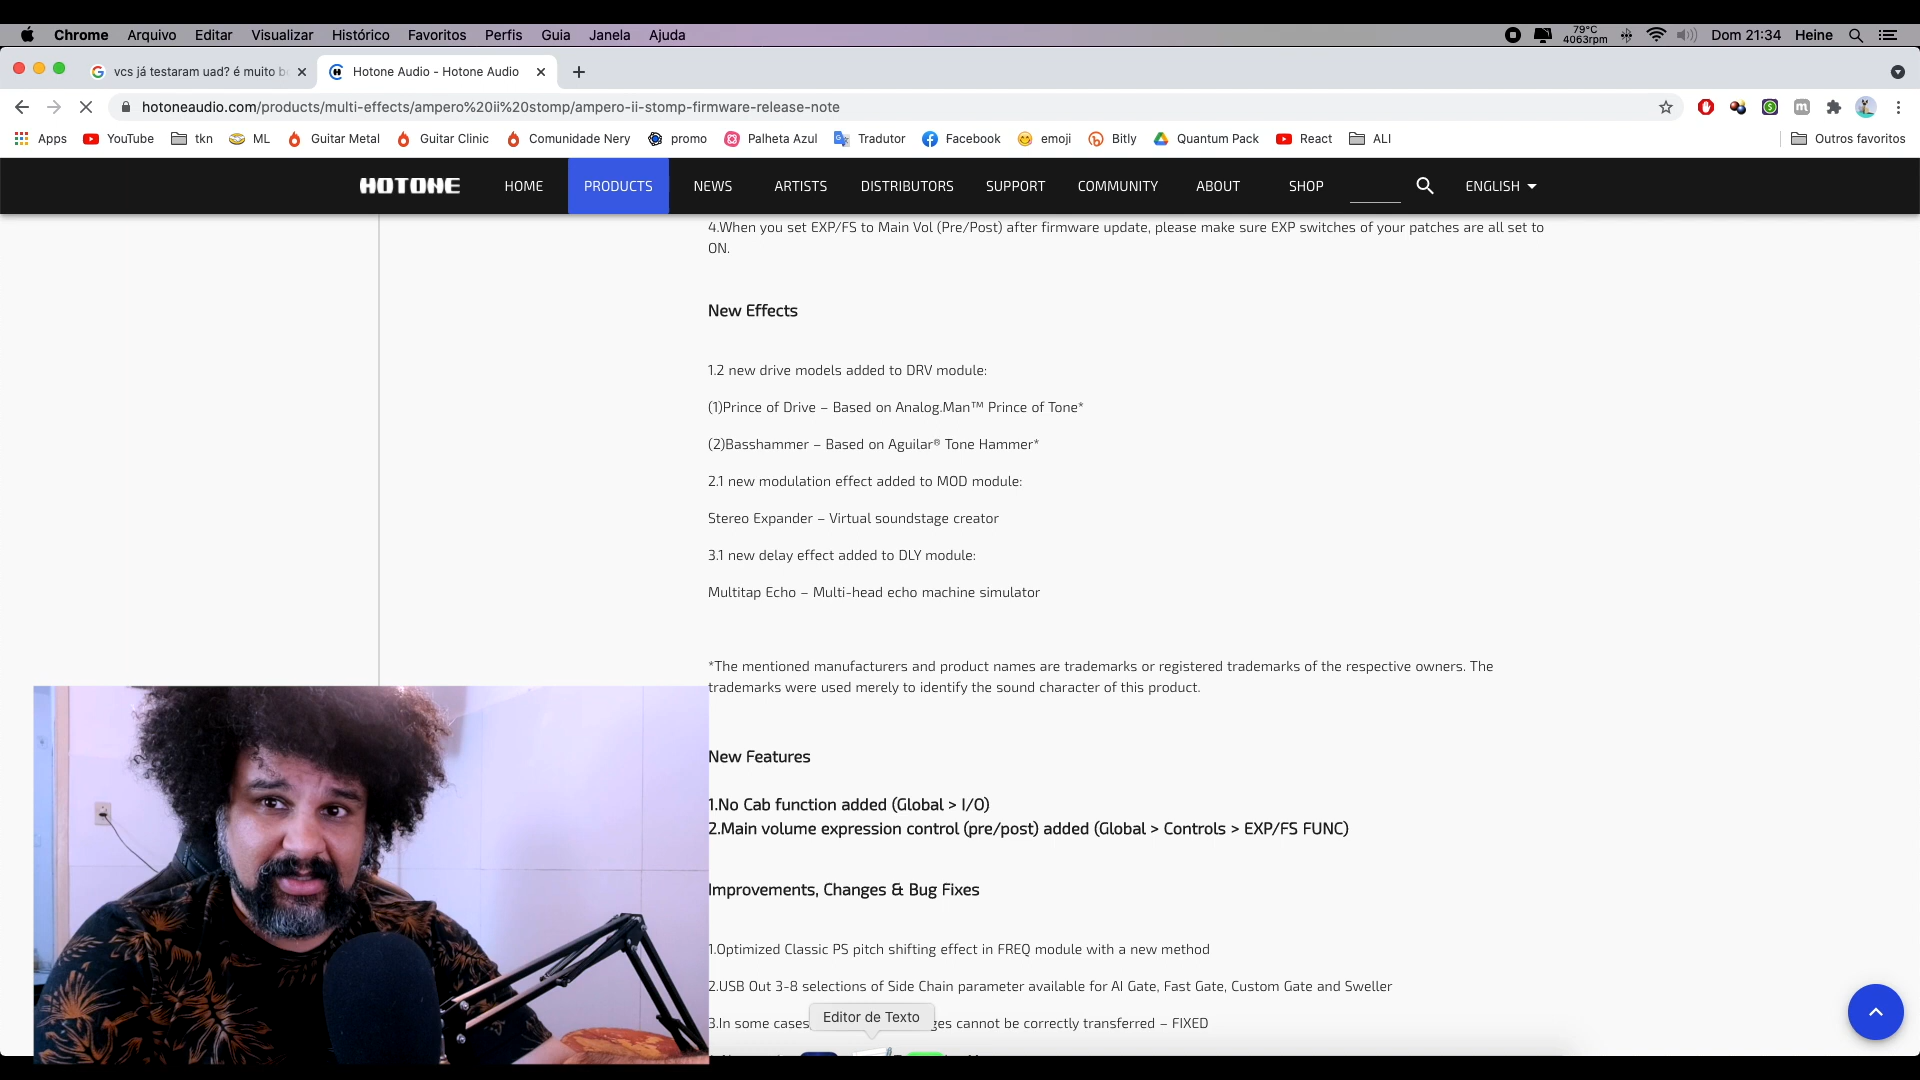 Chrome Arquivo Editar Visualizar Histórico Favoritos Perfis Guia Janela Ajuda 79°C 4063rpm Dom 21:34 Heine
vcs já testaram uad? é muito b Hotone Audio - Hotone Audio
hotoneaudio.com/products/multi-effects/ampero%20ii%20stomp/ampero-ii-stomp-firmware-release-note
Apps YouTube tkn ML Guitar Metal Guitar Clinic Comunidade Nery promo Palheta Azul Tradutor Facebook emoji Bitly Quantum Pack React ALI Outros favoritos
HOTONE HOME PRODUCTS NEWS ARTISTS DISTRIBUTORS SUPPORT COMMUNITY ABOUT SHOP ENGLISH
4.When you set EXP/FS to Main Vol (Pre/Post) after firmware update, please make sure EXP switches of your patches are all set to
ON.
New Effects
1.2 new drive models added to DRV module:
(1)Prince of Drive – Based on Analog.Man™ Prince of Tone*
(2)Basshammer – Based on Aguilar® Tone Hammer*
2.1 new modulation effect added to MOD module:
Stereo Expander – Virtual soundstage creator
3.1 new delay effect added to DLY module:
Multitap Echo – Multi-head echo machine simulator
*The mentioned manufacturers and product names are trademarks or registered trademarks of the respective owners. The
trademarks were used merely to identify the sound character of this product.
New Features
1.No Cab function added (Global > I/O)
2.Main volume expression control (pre/post) added (Global > Controls > EXP/FS FUNC)
Improvements, Changes & Bug Fixes
1.Optimized Classic PS pitch shifting effect in FREQ module with a new method
2.USB Out 3-8 selections of Side Chain parameter available for AI Gate, Fast Gate, Custom Gate and Sweller
3.In some cases ges cannot be correctly transferred – FIXED
Editor de Texto